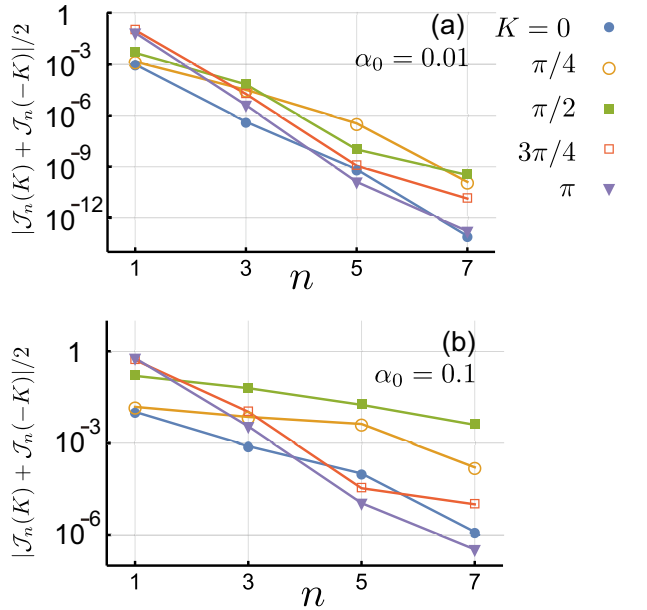 (a)
α₀ = 0.01
|𝒥ₙ(K) + 𝒥ₙ(−K)|/2
1
10⁻³
10⁻⁶
10⁻⁹
10⁻¹²
1 3 5 7
n
K = 0
π/4
π/2
3π/4
π
(b)
α₀ = 0.1
|𝒥ₙ(K) + 𝒥ₙ(−K)|/2
1
10⁻³
10⁻⁶
1 3 5 7
n